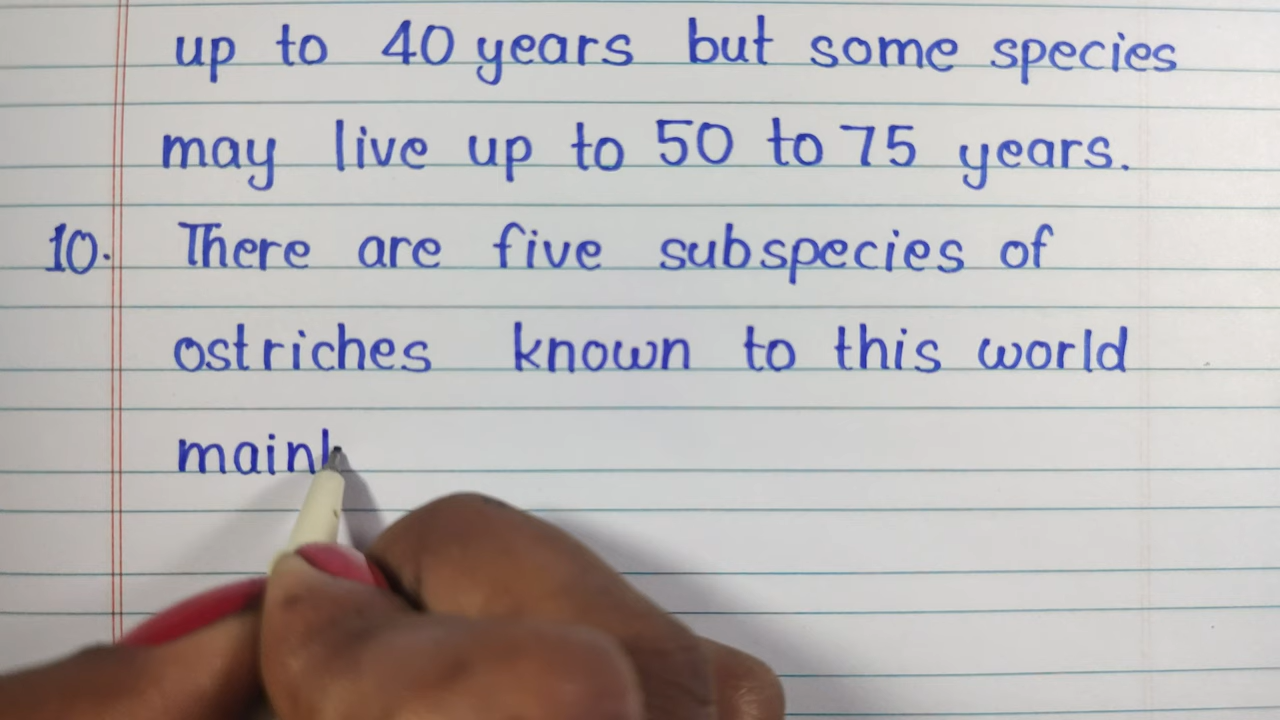 up to 40 years but some species
may live up to 50 to 75 years.
10. There are five subspecies of
ostriches known to this world
mainl